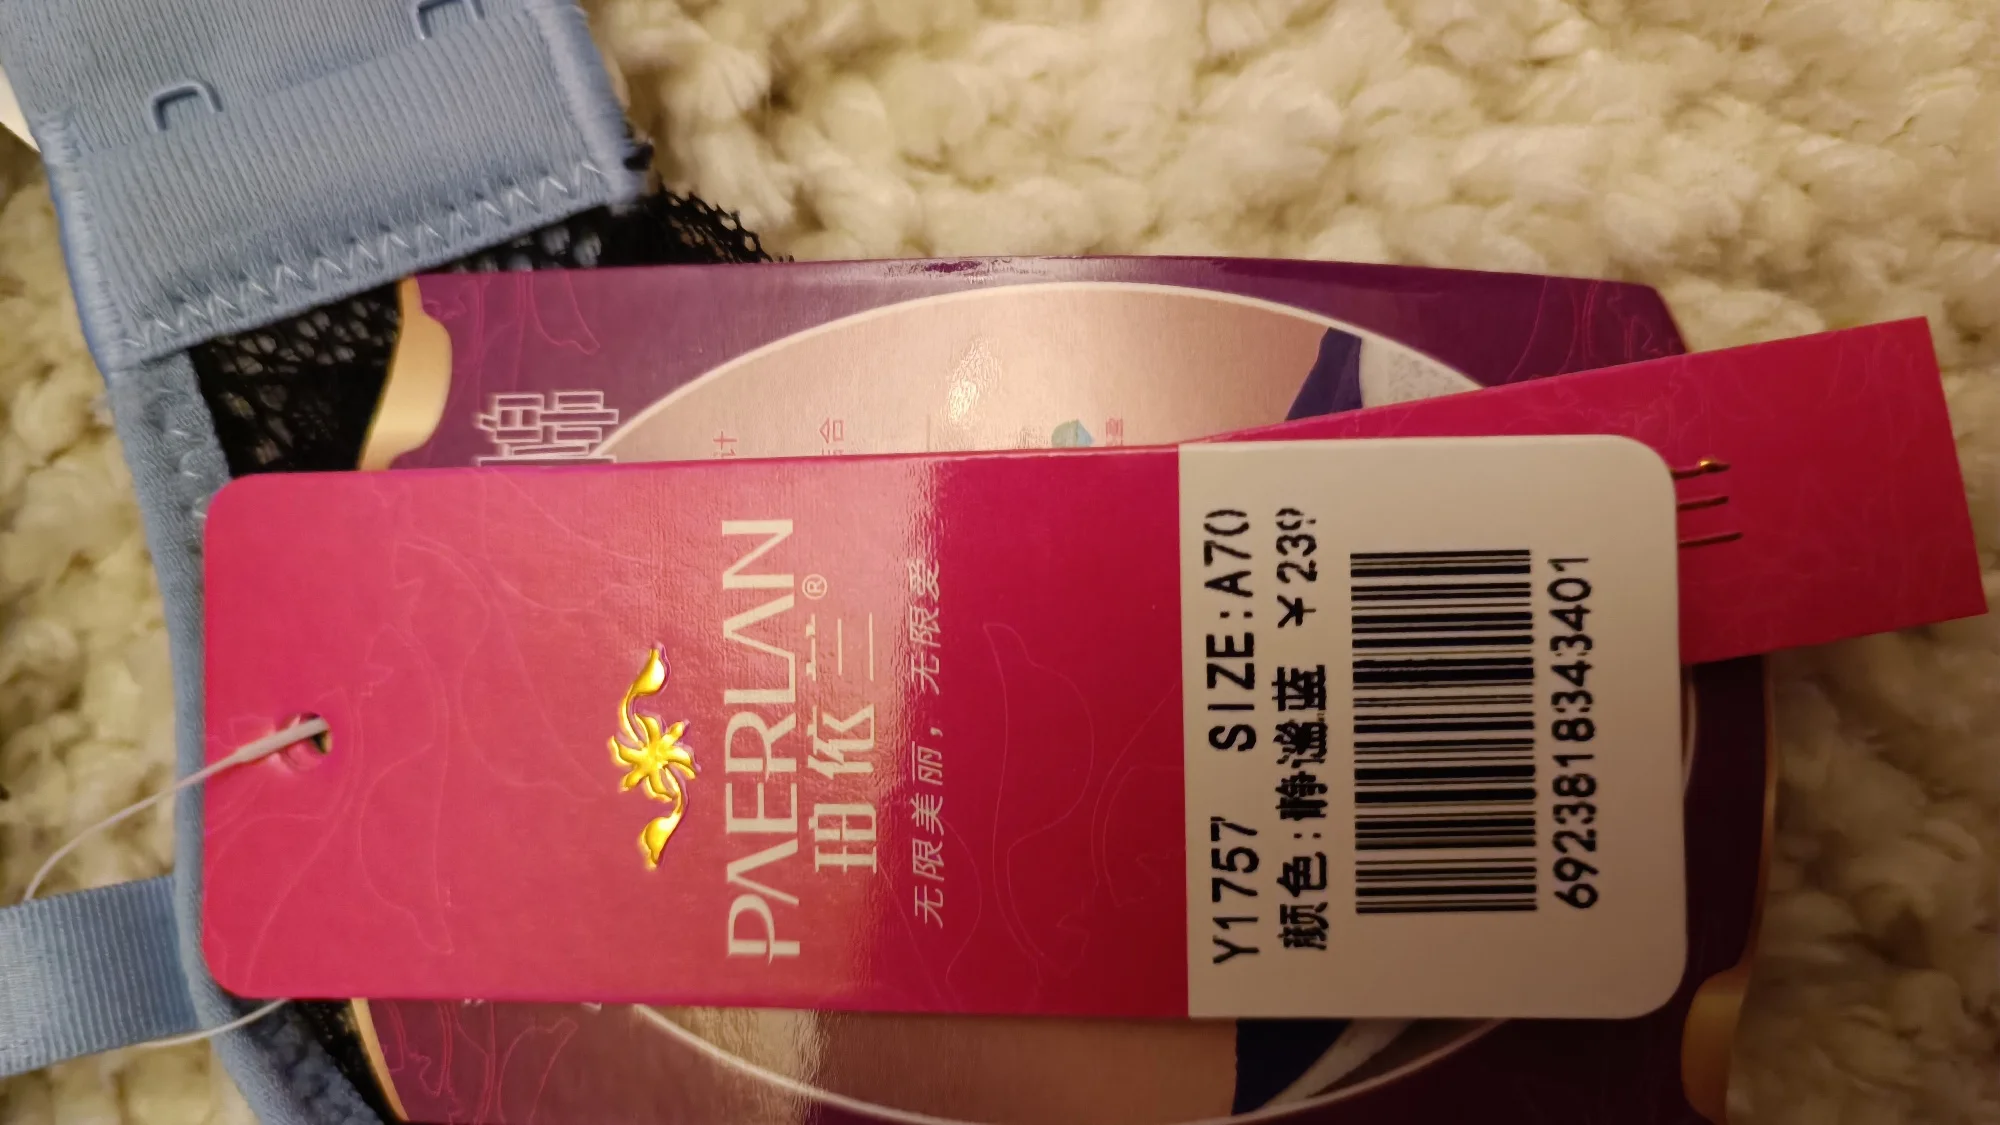 PAERLAN
珀依兰®
无限美丽，无限爱
Y1757 SIZE:A70
颜色:静谧蓝 ¥239
6923818343401